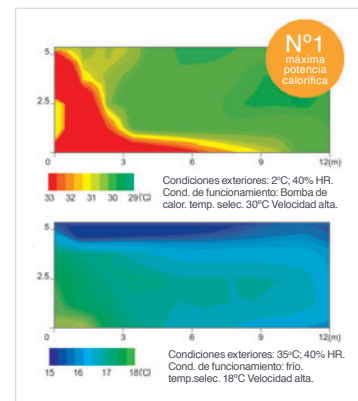 Nº1
máxima
potencia
calorífica
5
2.5
0
0 3 6 9 12(m)
33 32 31 30 29(℃)
Condiciones exteriores: 2ºC; 40% HR.
Cond. de funcionamiento: Bomba de
calor. temp. selec. 30ºC Velocidad alta.
5
2.5
0
0 3 6 9 12(m)
15 16 17 18(℃)
Condiciones exteriores: 35ºC; 40% HR.
Cond. de funcionamiento: frío.
temp.selec. 18ºC Velocidad alta.